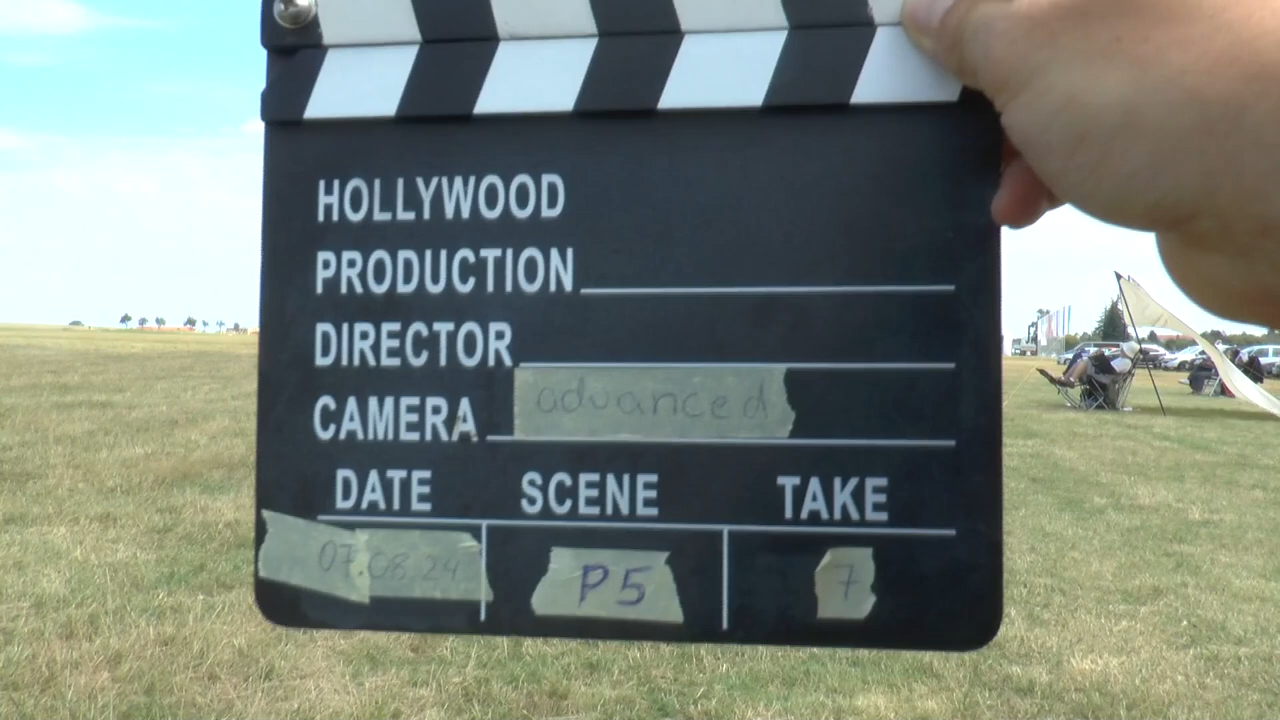 HOLLYWOOD
PRODUCTION
DIRECTOR
CAMERA advanced
DATE SCENE TAKE
07.08 24 P5 7